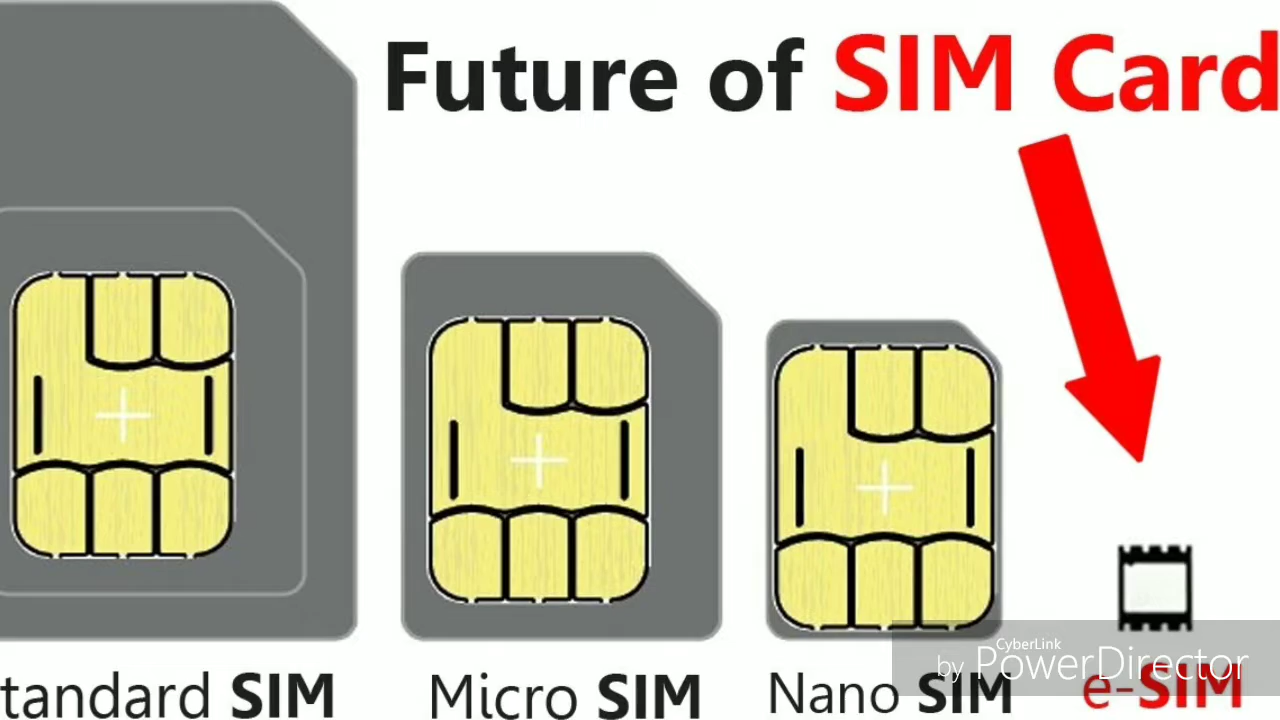 Future of SIM Card
tandard SIM
Micro SIM
Nano SIM
e-SIM
CyberLink
by PowerDirector